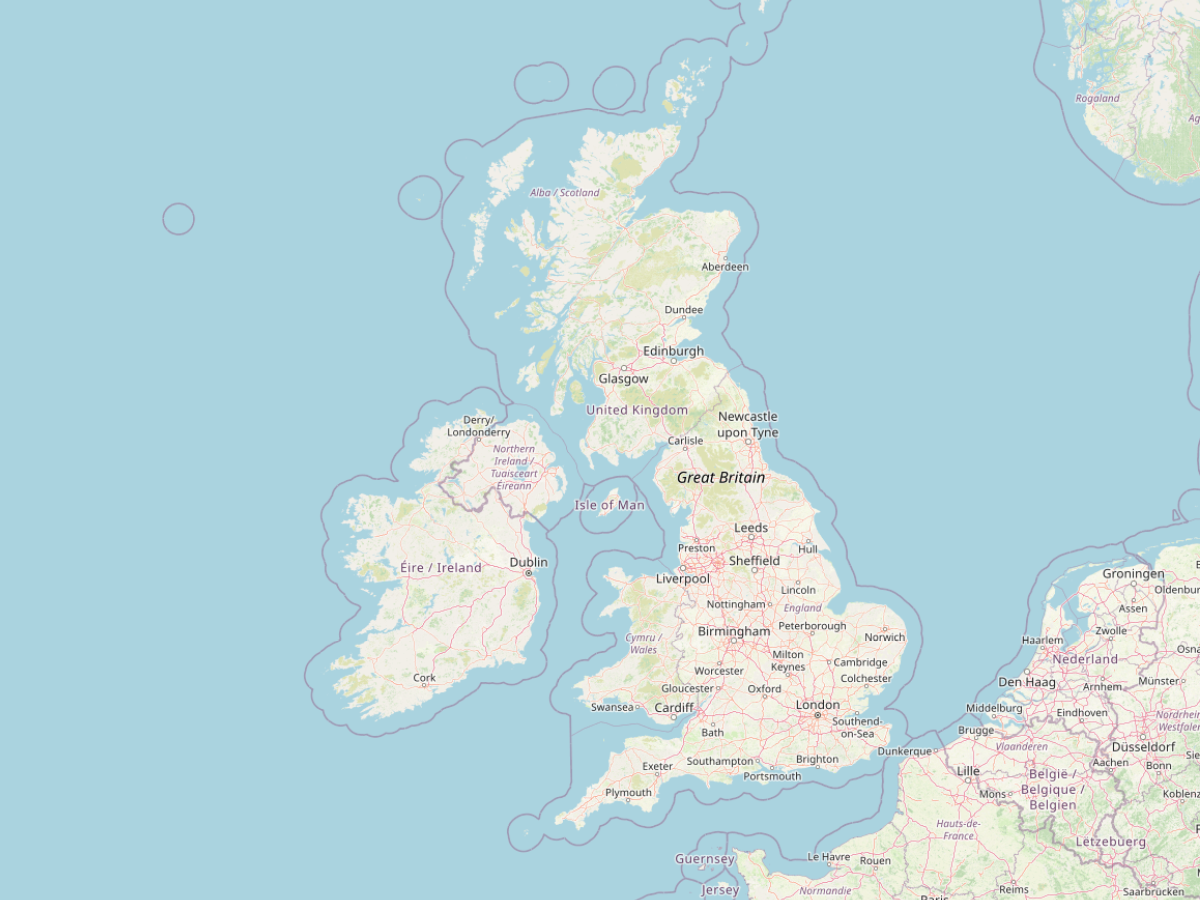 Rogaland
Ag
Alba / Scotland
Aberdeen
Dundee
Edinburgh
Glasgow
United Kingdom
Derry/
Londonderry
Newcastle
upon Tyne
Carlisle
Northern
Ireland /
Tuaisceart
Éireann
Great Britain
Isle of Man
Leeds
Preston
Hull
Sheffield
Dublin
Éire / Ireland
Liverpool
Lincoln
Nottingham
England
Groningen
Oldenbur
Assen
Peterborough
Birmingham
Norwich
Zwolle
Haarlem
Cymru /
Wales
Osna
Milton
Keynes
Cambridge
Nederland
Worcester
Cork
Colchester
Den Haag
Arnhem
Münster
Gloucester
Oxford
Swansea
Cardiff
London
Middelburg
Eindhoven
Nordrhein
Westfalen
Southend-
on-Sea
Bath
Brugge
Dunkerque
Vlaanderen
Düsseldorf
Southampton
Brighton
Aachen
Bonn
Sie
Exeter
Portsmouth
Lille
België /
Belgique /
Belgien
Plymouth
Mons
Koblenz
Hauts-de-
France
Lëtzebuerg
Guernsey
Le Havre
Rouen
Jersey
Normandie
Reims
Saarbrücken
Paris